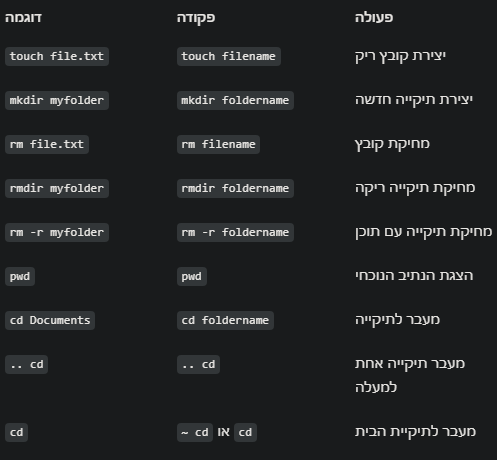 פעולה פקודה דוגמה
יצירת קובץ ריק touch filename touch file.txt
יצירת תיקייה חדשה mkdir foldername mkdir myfolder
מחיקת קובץ rm filename rm file.txt
מחיקת תיקייה ריקה rmdir foldername rmdir myfolder
מחיקת תיקייה עם תוכן rm -r foldername rm -r myfolder
הצגת הנתיב הנוכחי pwd pwd
מעבר לתיקייה cd foldername cd Documents
מעבר תיקייה אחת .. cd .. cd
למעלה
מעבר לתיקיית הבית cd או ~ cd cd